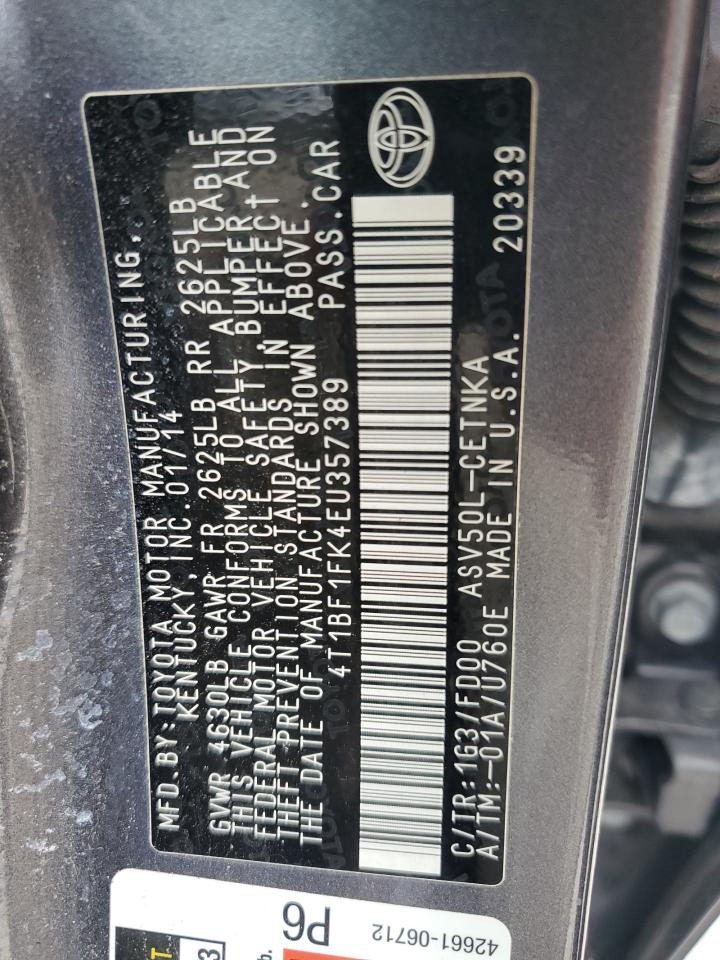 MFD.BY:TOYOTA MOTOR MANUFACTURING,
KENTUCKY,INC.01/14
GVWR 4630LB GAWR FR 2625LB RR 2625LB
THIS VEHICLE CONFORMS TO ALL APPLICABLE
FEDERAL MOTOR VEHICLE SAFETY,BUMPER,AND
THEFT PREVENTION STANDARDS IN EFFECT ON
THE DATE OF MANUFACTURE SHOWN ABOVE.
4T1BF1FK4EU357389 PASS.CAR
C/TR:1G3/FD00 ASV50L-CETNKA
A/TM:-01A/U760E MADE IN U.S.A. 20339
P6
42661-06712